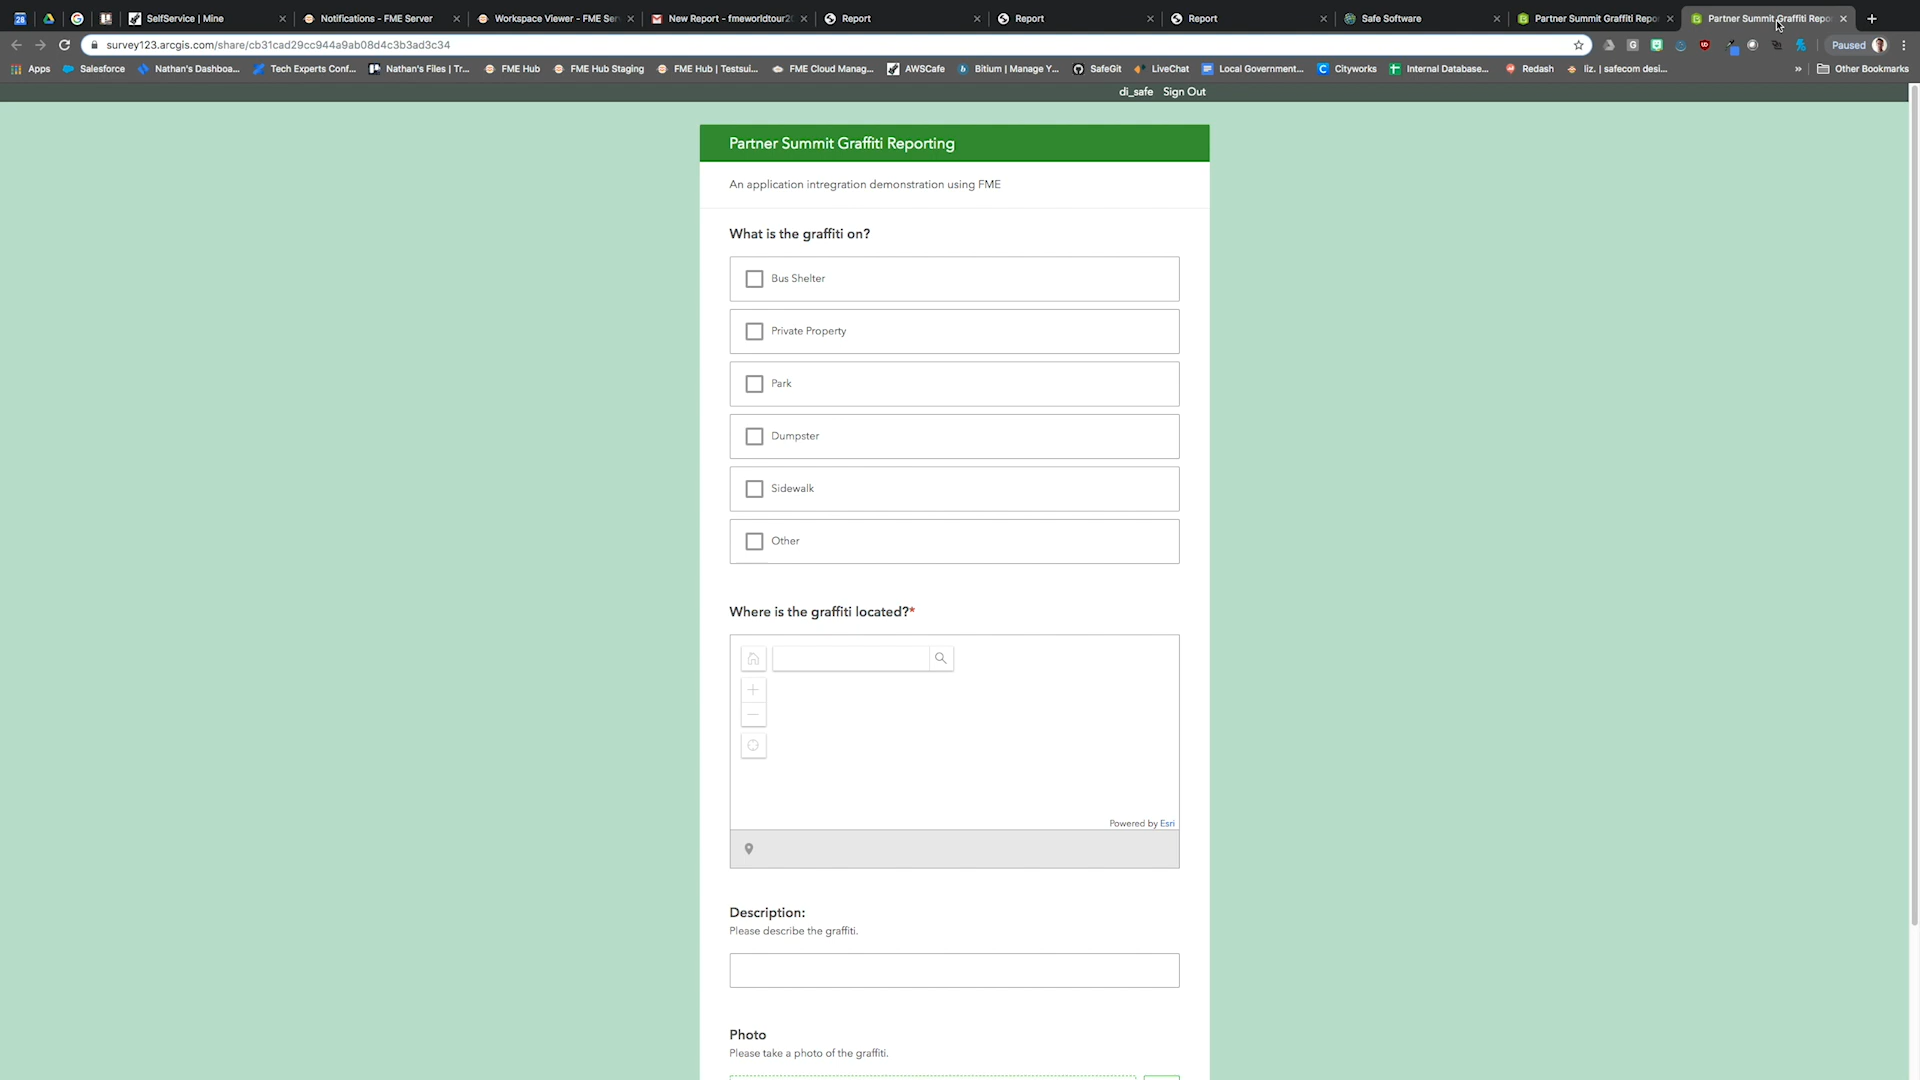 28
SelfService | Mine
Notifications - FME Server
Workspace Viewer - FME Ser
New Report - fmeworldtour2
Report
Report
Report
Safe Software
Partner Summit Graffiti Repo
Partner Summit Graffiti Repo
survey123.arcgis.com/share/cb31cad29cc944a9ab08d4c3b3ad3c34
Paused
Apps
Salesforce
Nathan's Dashboa...
Tech Experts Conf...
Nathan's Files | Tr...
FME Hub
FME Hub Staging
FME Hub | Testsui...
FME Cloud Manag...
AWSCafe
Bitium | Manage Y...
SafeGit
LiveChat
Local Government...
Cityworks
Internal Database...
Redash
liz. | safecom desi...
»
Other Bookmarks
di_safe Sign Out
Partner Summit Graffiti Reporting
An application intregration demonstration using FME
What is the graffiti on?
Bus Shelter
Private Property
Park
Dumpster
Sidewalk
Other
Where is the graffiti located?*
Powered by Esri
Description:
Please describe the graffiti.
Photo
Please take a photo of the graffiti.